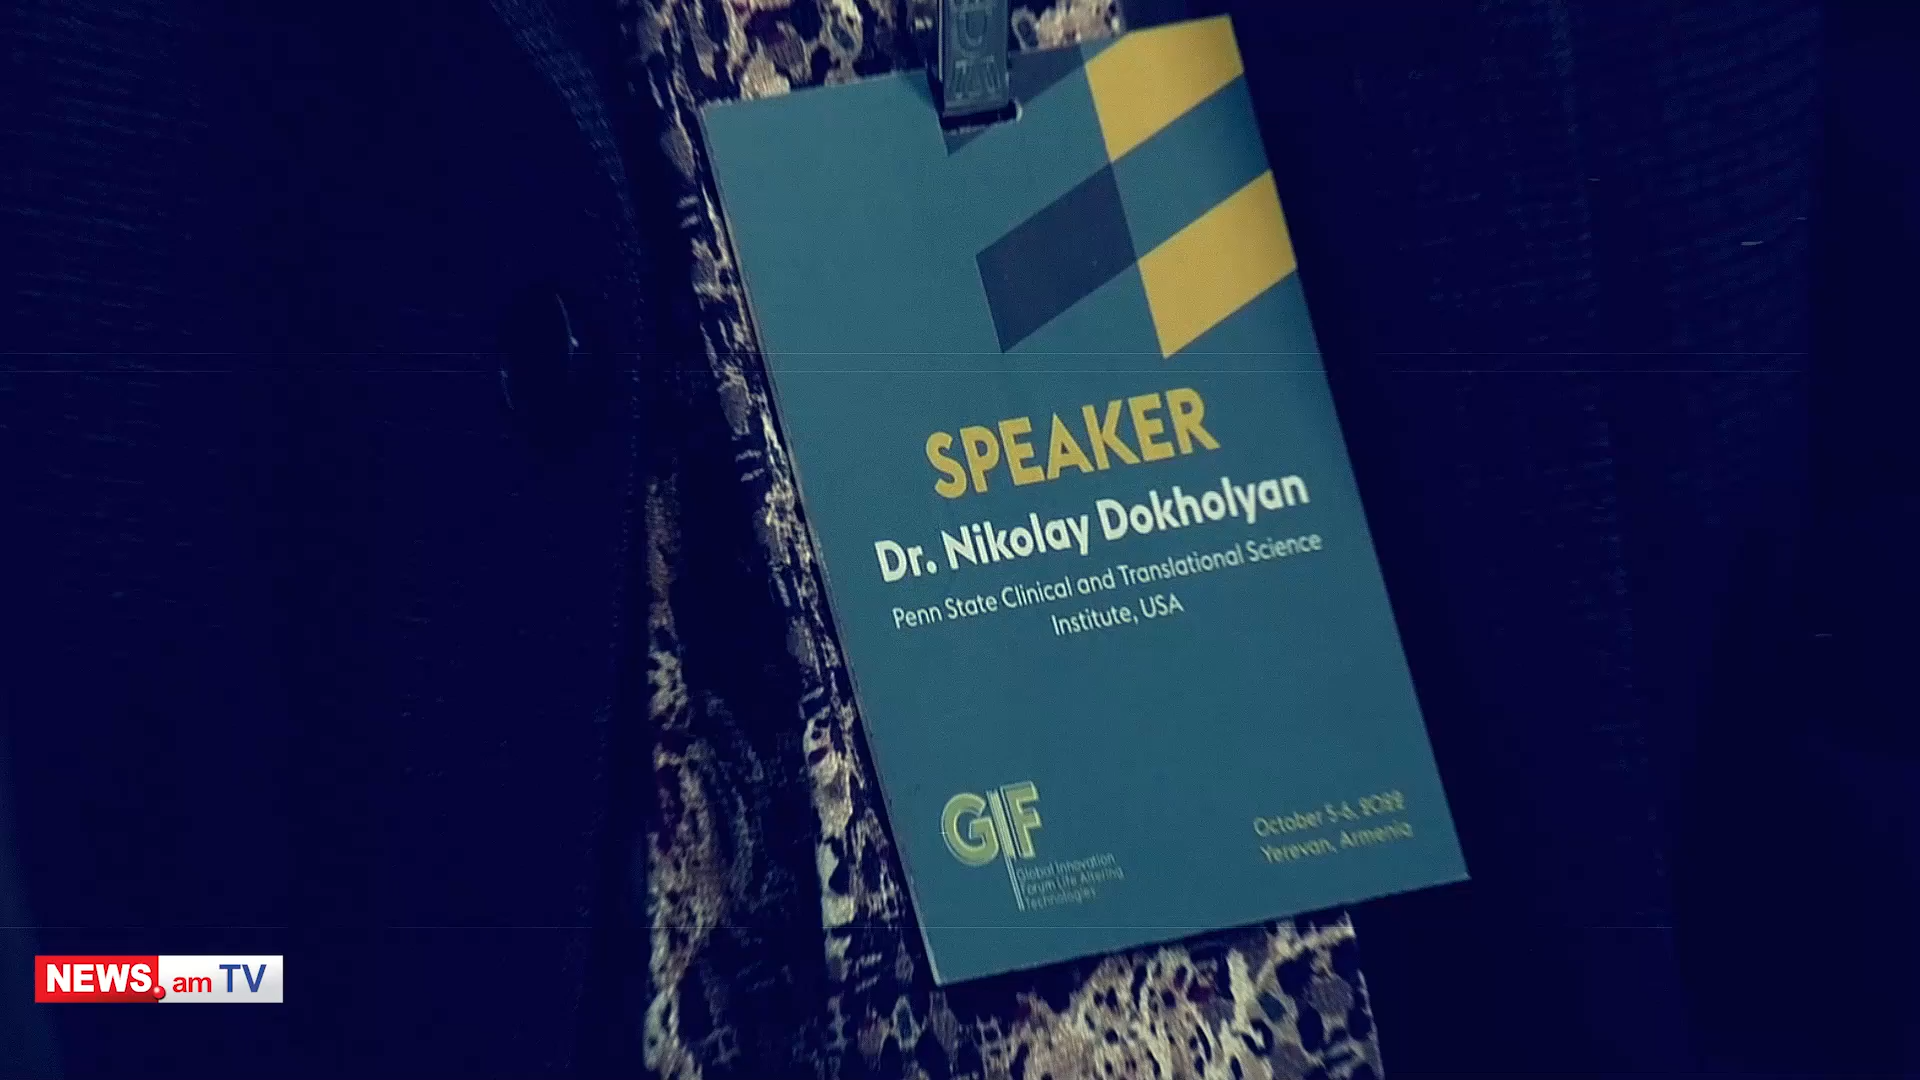 SPEAKER
Dr. Nikolay Dokholyan
Penn State Clinical and Translational Science
Institute, USA
GIF
Global Innovation
Forum Life Altering
Technologies
October 5-6, 2022
Yerevan, Armenia
NEWS.am TV